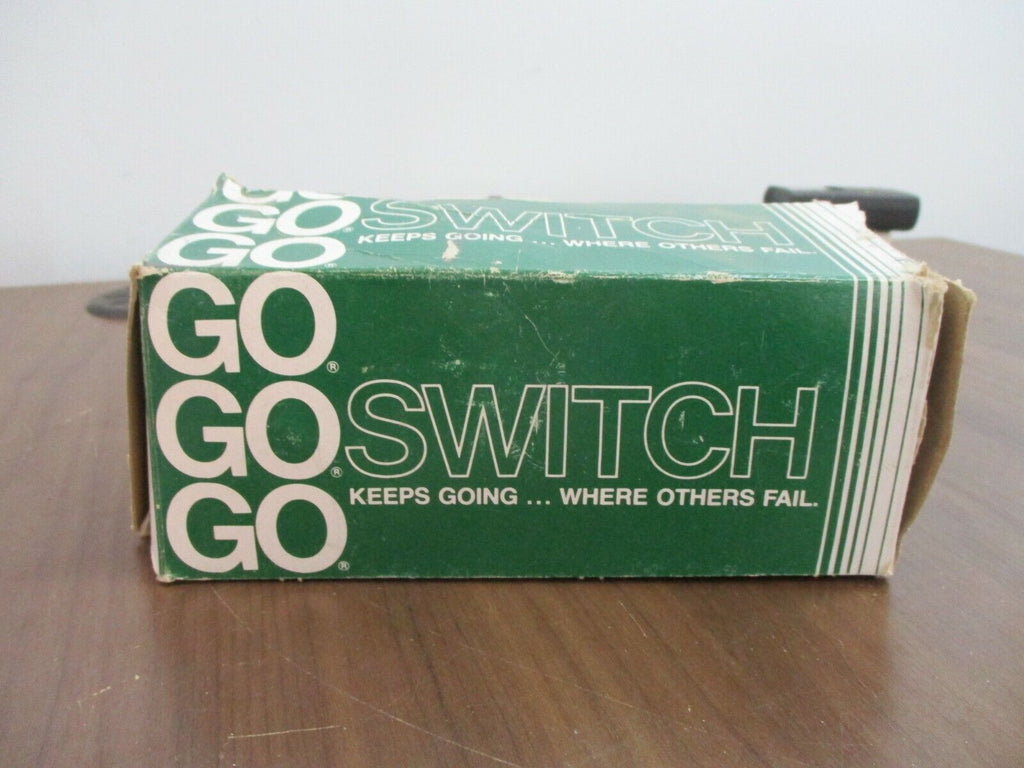 GO
GO® SWITCH
KEEPS GOING ... WHERE OTHERS FAIL.
GO®
GO®
GO® SWITCH
KEEPS GOING ... WHERE OTHERS FAIL.
GO®